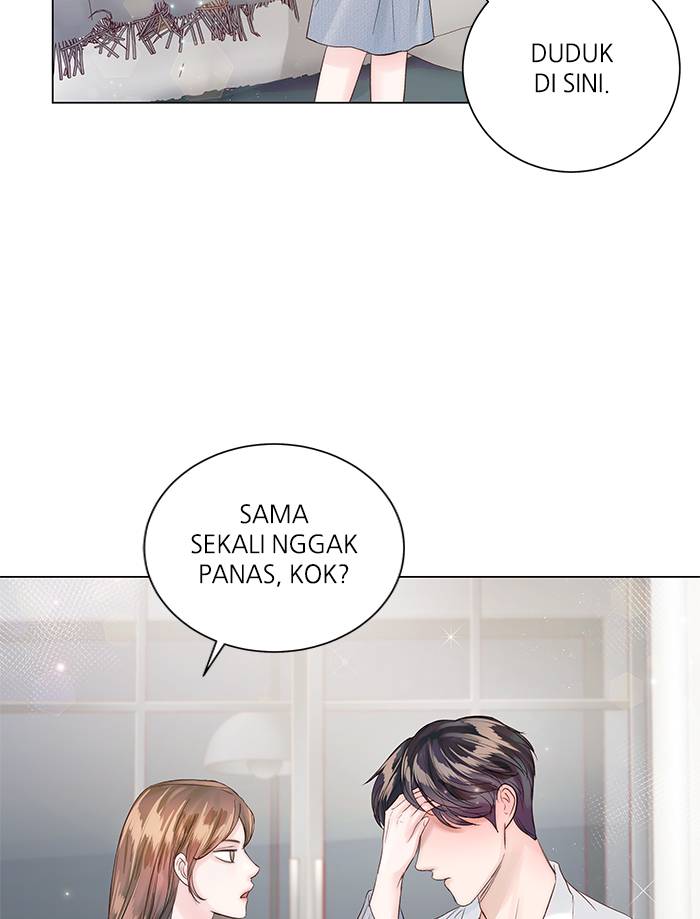 DUDUK
DI SINI.
SAMA
SEKALI NGGAK
PANAS, KOK?